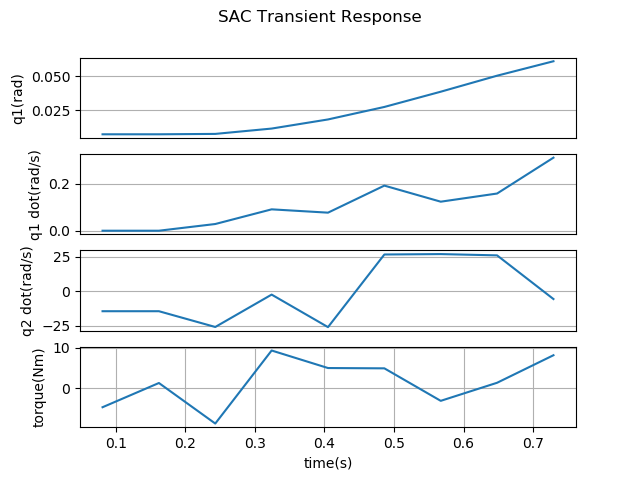 SAC Transient Response
q1(rad)
0.050
0.025
q1 dot(rad/s)
0.2
0.0
q2 dot(rad/s)
25
0
−25
torque(Nm)
10
0
0.1 0.2 0.3 0.4 0.5 0.6 0.7
time(s)